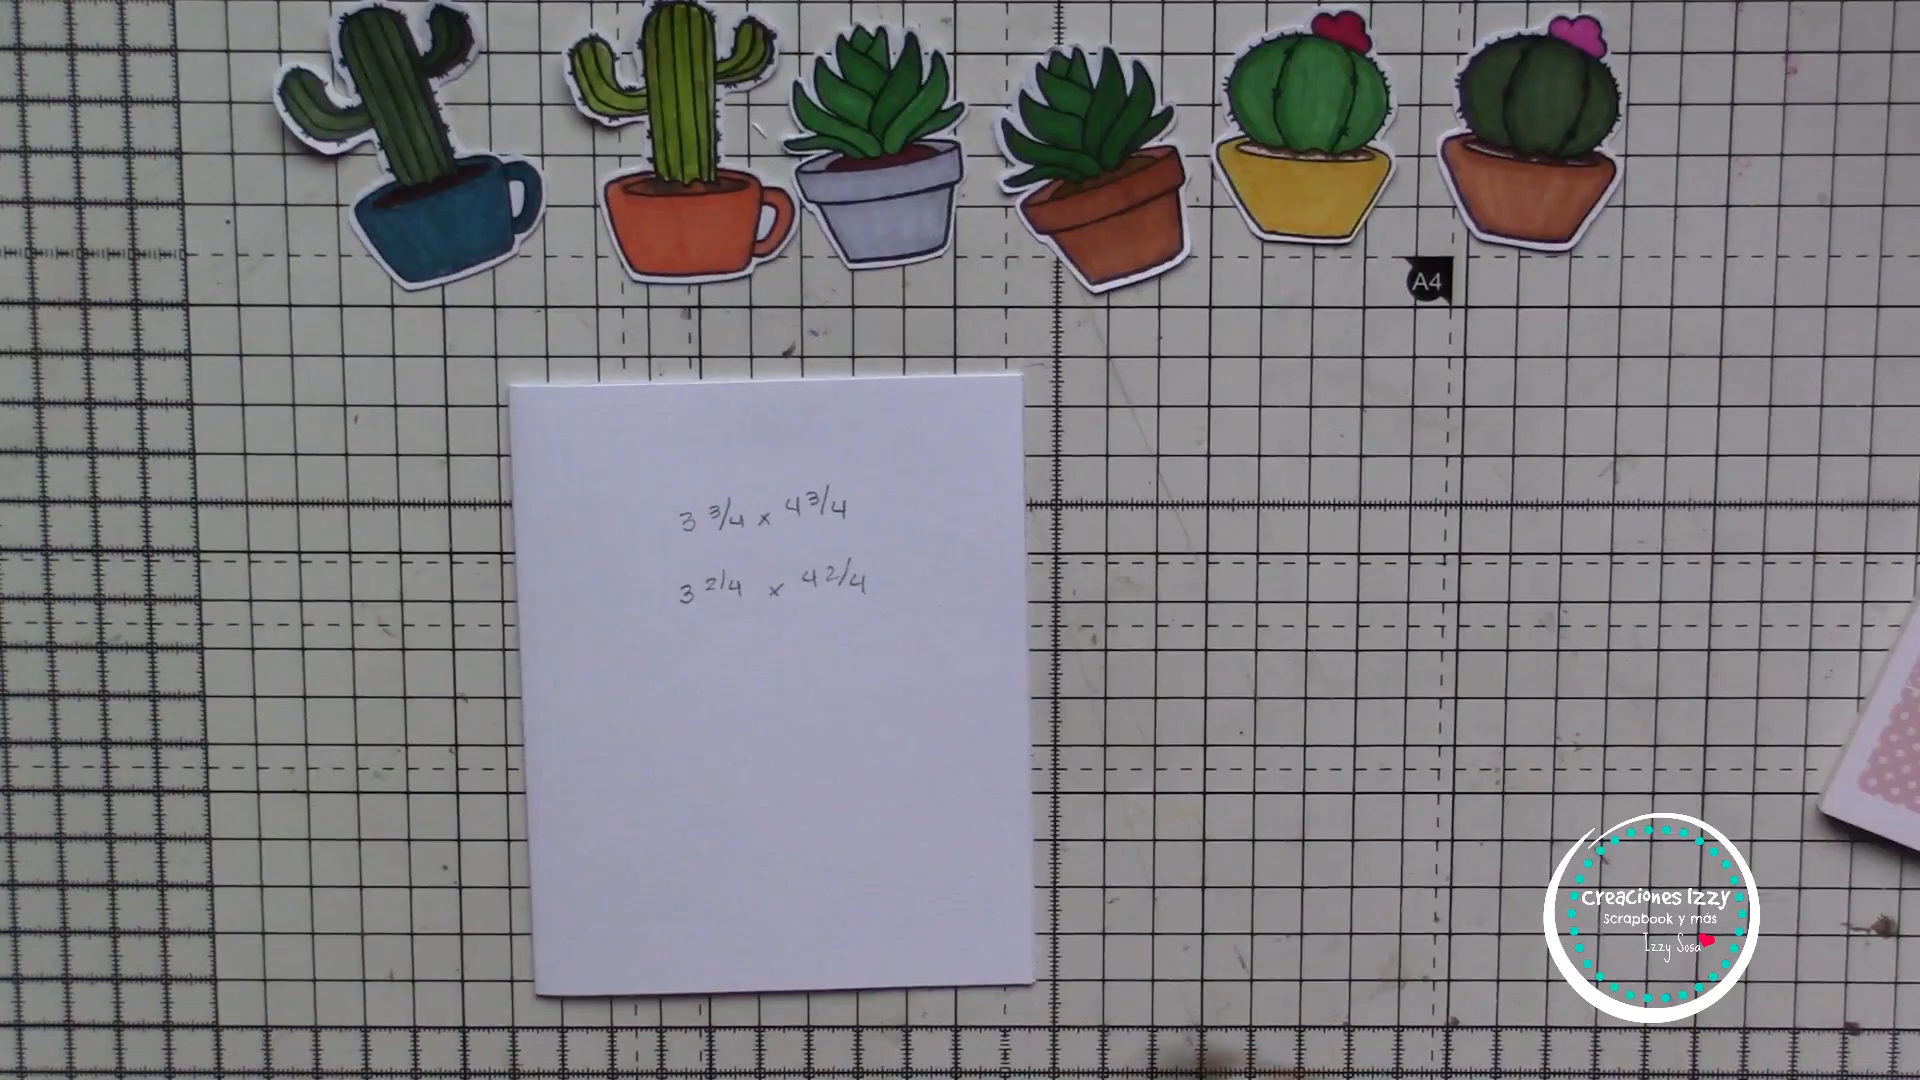 A4
3 3/4 x 4 3/4
3 2/4 x 4 2/4
Creaciones Izzy
Scrapbook y más
Izzy Sosa